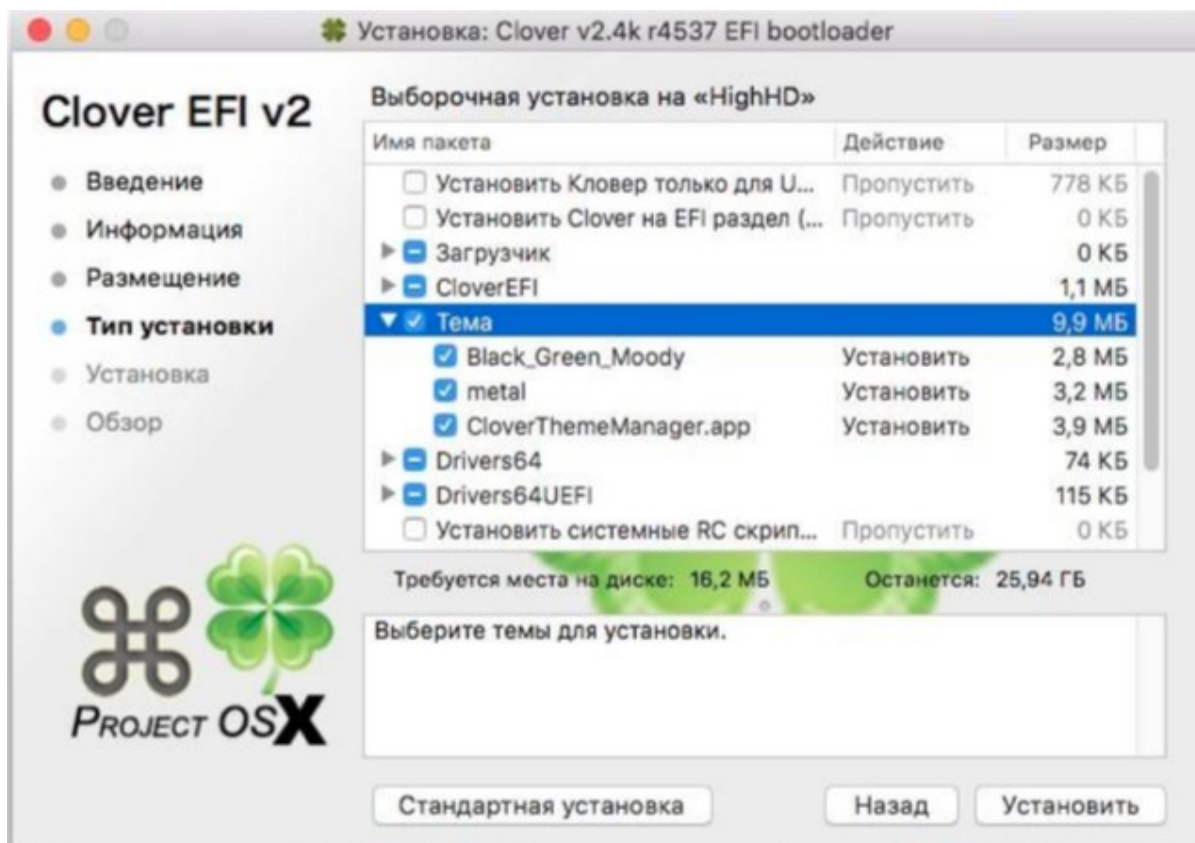 Установка: Clover v2.4k r4537 EFI bootloader
Clover EFI v2
Введение
Информация
Размещение
Тип установки
Установка
Обзор
PROJECT OSX
Выборочная установка на «HighHD»
Имя пакета Действие Размер
Установить Кловер только для U... Пропустить 778 КБ
Установить Clover на EFI раздел (... Пропустить 0 КБ
Загрузчик 0 КБ
CloverEFI 1,1 МБ
Тема 9,9 МБ
Black_Green_Moody Установить 2,8 МБ
metal Установить 3,2 МБ
CloverThemeManager.app Установить 3,9 МБ
Drivers64 74 КБ
Drivers64UEFI 115 КБ
Установить системные RC скрип... Пропустить 0 КБ
Требуется места на диске: 16,2 МБ Останется: 25,94 ГБ
Выберите темы для установки.
Стандартная установка Назад Установить